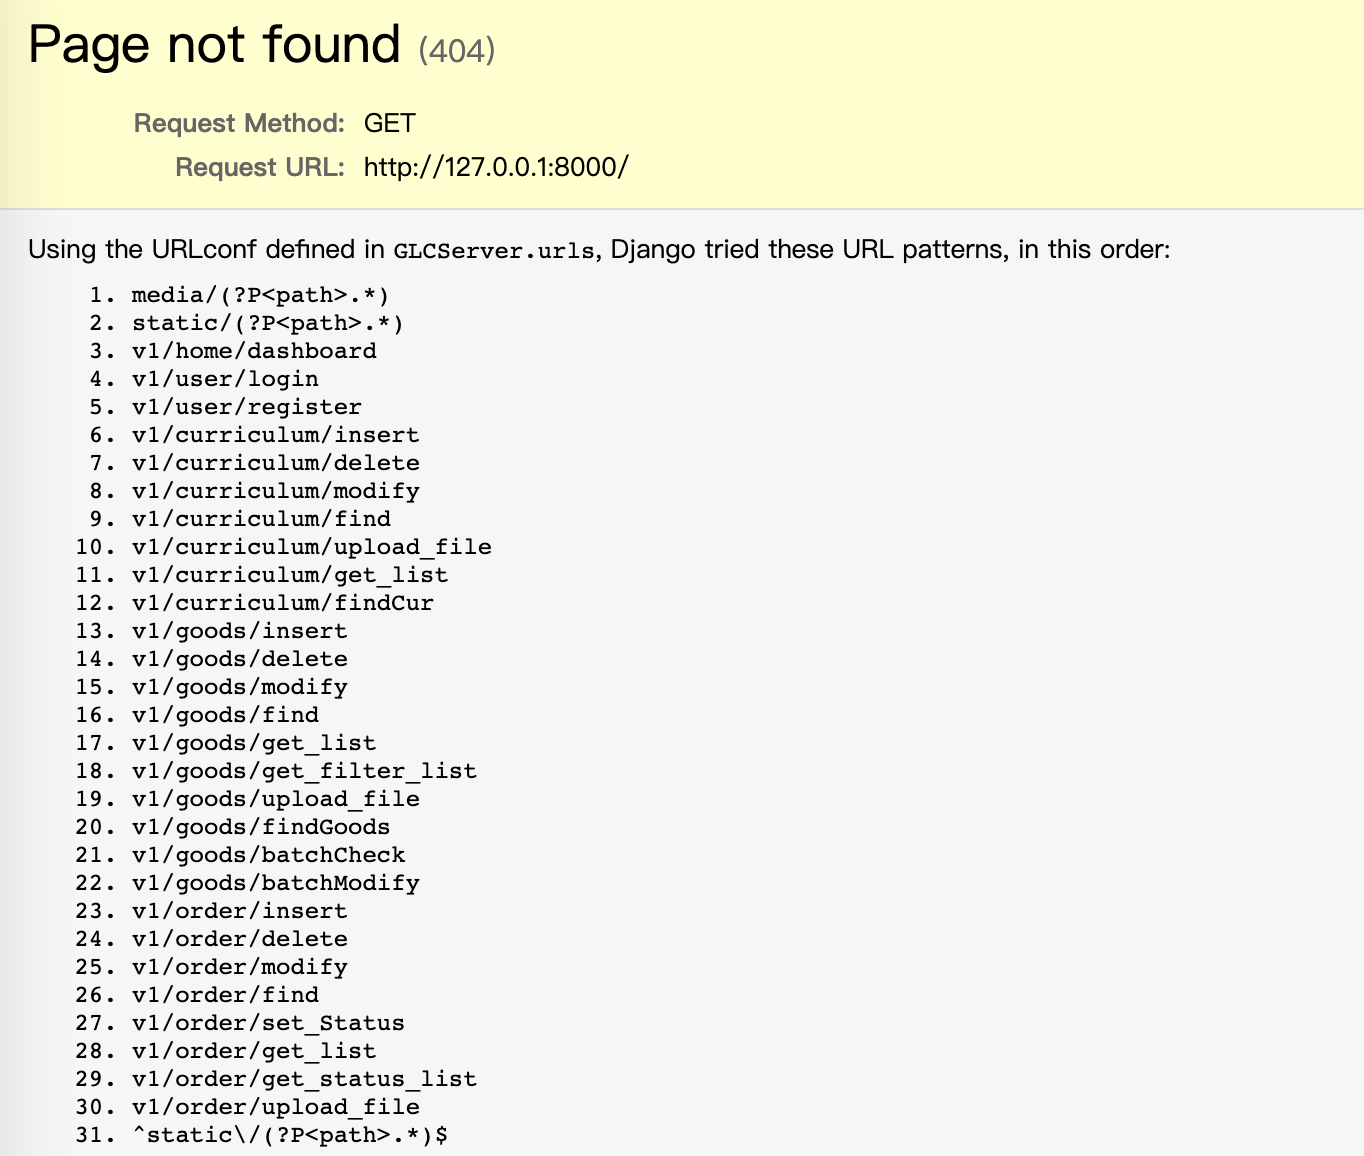 Page not found (404)
Request Method: GET
Request URL: http://127.0.0.1:8000/
Using the URLconf defined in GLCServer.urls, Django tried these URL patterns, in this order:
1. media/(?P<path>.*)
2. static/(?P<path>.*)
3. v1/home/dashboard
4. v1/user/login
5. v1/user/register
6. v1/curriculum/insert
7. v1/curriculum/delete
8. v1/curriculum/modify
9. v1/curriculum/find
10. v1/curriculum/upload_file
11. v1/curriculum/get_list
12. v1/curriculum/findCur
13. v1/goods/insert
14. v1/goods/delete
15. v1/goods/modify
16. v1/goods/find
17. v1/goods/get_list
18. v1/goods/get_filter_list
19. v1/goods/upload_file
20. v1/goods/findGoods
21. v1/goods/batchCheck
22. v1/goods/batchModify
23. v1/order/insert
24. v1/order/delete
25. v1/order/modify
26. v1/order/find
27. v1/order/set_Status
28. v1/order/get_list
29. v1/order/get_status_list
30. v1/order/upload_file
31. ^static\/(?P<path>.*)$